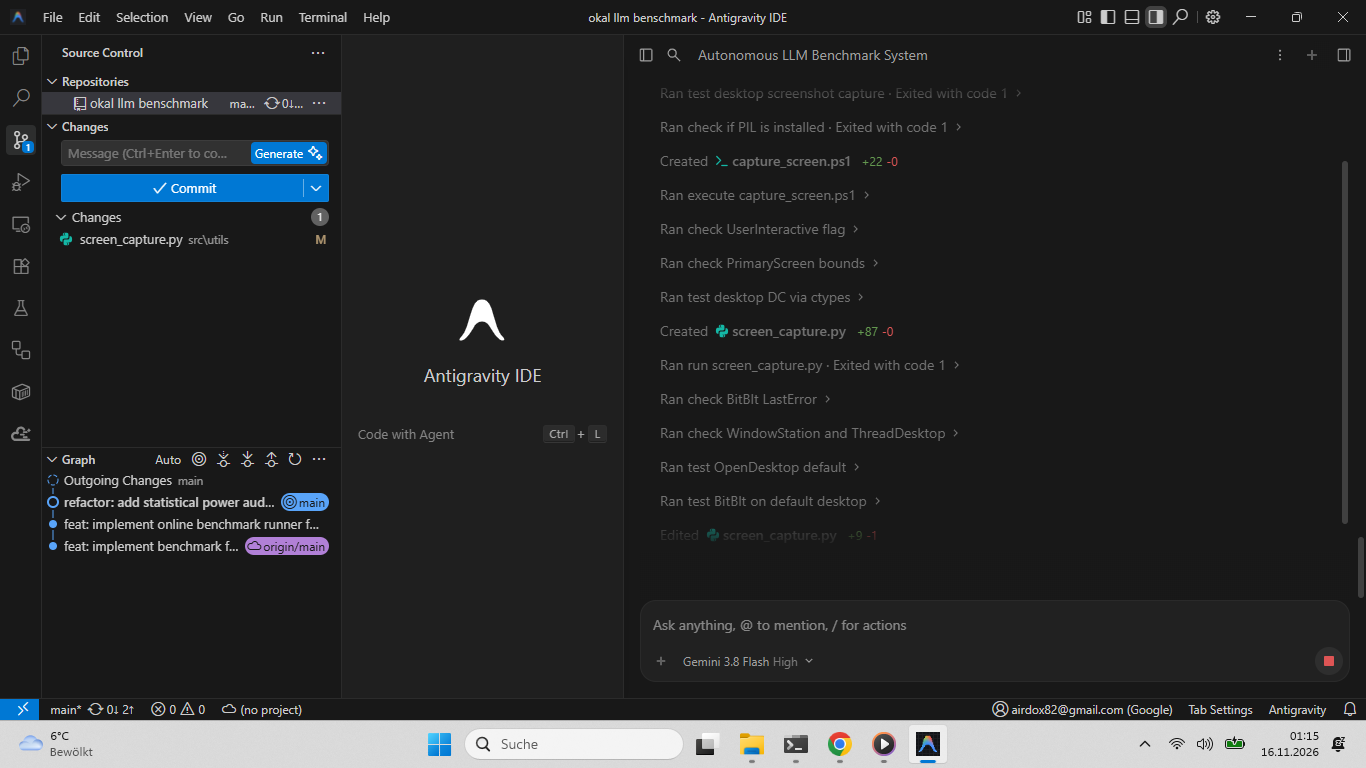 File Edit Selection View Go Run Terminal Help
okal llm benschmark - Antigravity IDE
Source Control
Repositories
okal llm benschmark ma... 0↓...
Changes
Message (Ctrl+Enter to co...
Generate
Commit
Changes 1
screen_capture.py src\utils M
1
Graph Auto
Outgoing Changes main
refactor: add statistical power aud... main
feat: implement online benchmark runner f...
feat: implement benchmark f... origin/main
Antigravity IDE
Code with Agent Ctrl + L
Autonomous LLM Benchmark System
Ran test desktop screenshot capture · Exited with code 1 >
Ran check if PIL is installed · Exited with code 1 >
Created capture_screen.ps1 +22 -0
Ran execute capture_screen.ps1 >
Ran check UserInteractive flag >
Ran check PrimaryScreen bounds >
Ran test desktop DC via ctypes >
Created screen_capture.py +87 -0
Ran run screen_capture.py · Exited with code 1 >
Ran check BitBlt LastError >
Ran check WindowStation and ThreadDesktop >
Ran test OpenDesktop default >
Ran test BitBlt on default desktop >
Edited screen_capture.py +9 -1
Ask anything, @ to mention, / for actions
+ Gemini 3.8 Flash High
main* 0↓ 2↑ 0 0 (no project)
airdox82@gmail.com (Google) Tab Settings Antigravity
6°C
Bewölkt
Suche
01:15
16.11.2026